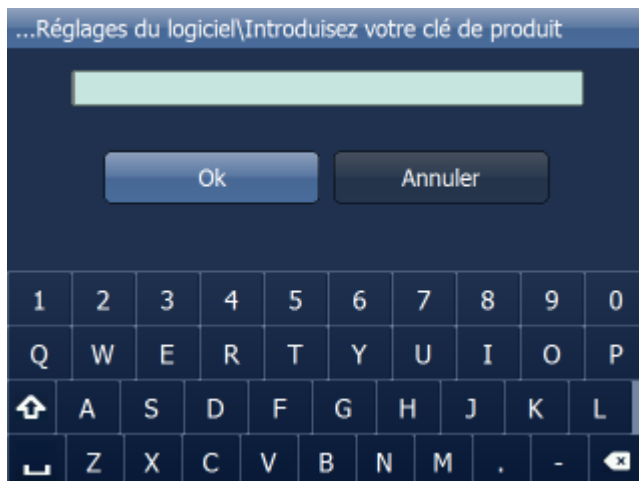 ...Réglages du logiciel\Introduisez votre clé de produit
Ok Annuler
1 2 3 4 5 6 7 8 9 0
Q W E R T Y U I O P
A S D F G H J K L
Z X C V B N M . -